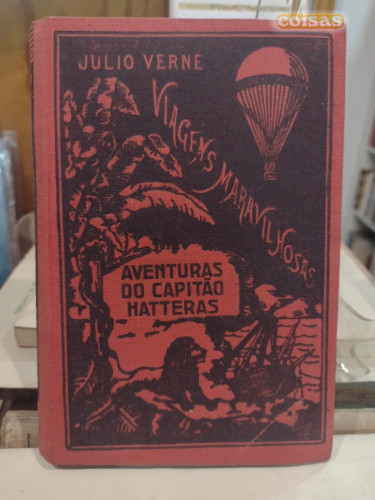 coisas
JULIO VERNE
VIAGENS MARAVILHOSAS
AVENTURAS
DO CAPITÃO
HATTERAS